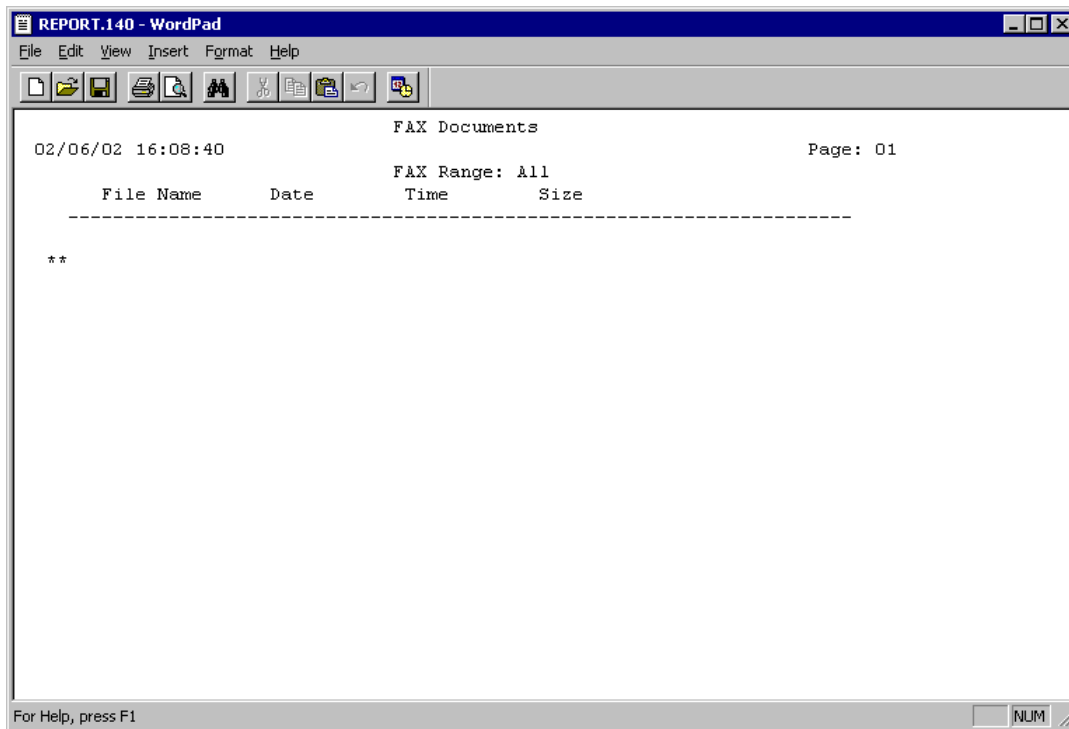 REPORT.140 - WordPad
File Edit View Insert Format Help
FAX Documents
02/06/02 16:08:40 Page: 01
FAX Range: All
File Name Date Time Size
----------------------------------------------------------------------
**
For Help, press F1 NUM